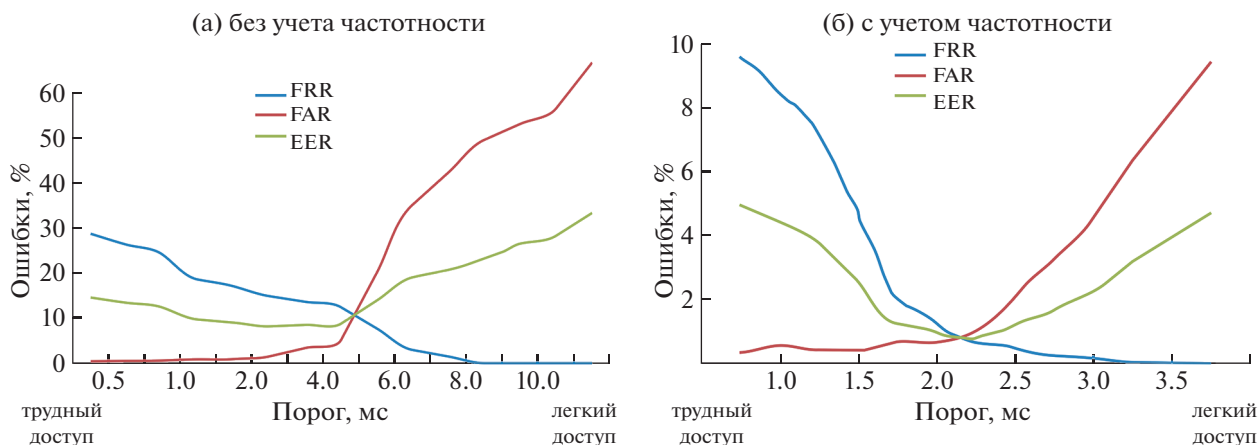 (а) без учета частотности
60
50
40
30
20
10
0
Ошибки, %
FRR
FAR
EER
0.5 1.0 2.0 4.0 6.0 8.0 10.0
трудный
доступ
Порог, мс
легкий
доступ
(б) с учетом частотности
10
8
6
4
2
Ошибки, %
FRR
FAR
EER
1.0 1.5 2.0 2.5 3.0 3.5
трудный
доступ
Порог, мс
легкий
доступ